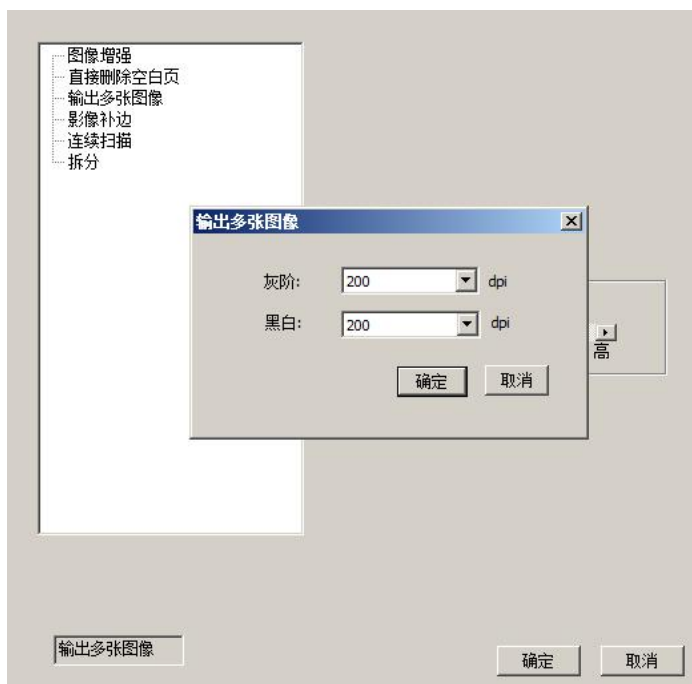 图像增强
直接删除空白页
输出多张图像
影像补边
连续扫描
拆分
输出多张图像
灰阶: 200 dpi
黑白: 200 dpi
高
确定 取消
输出多张图像
确定 取消